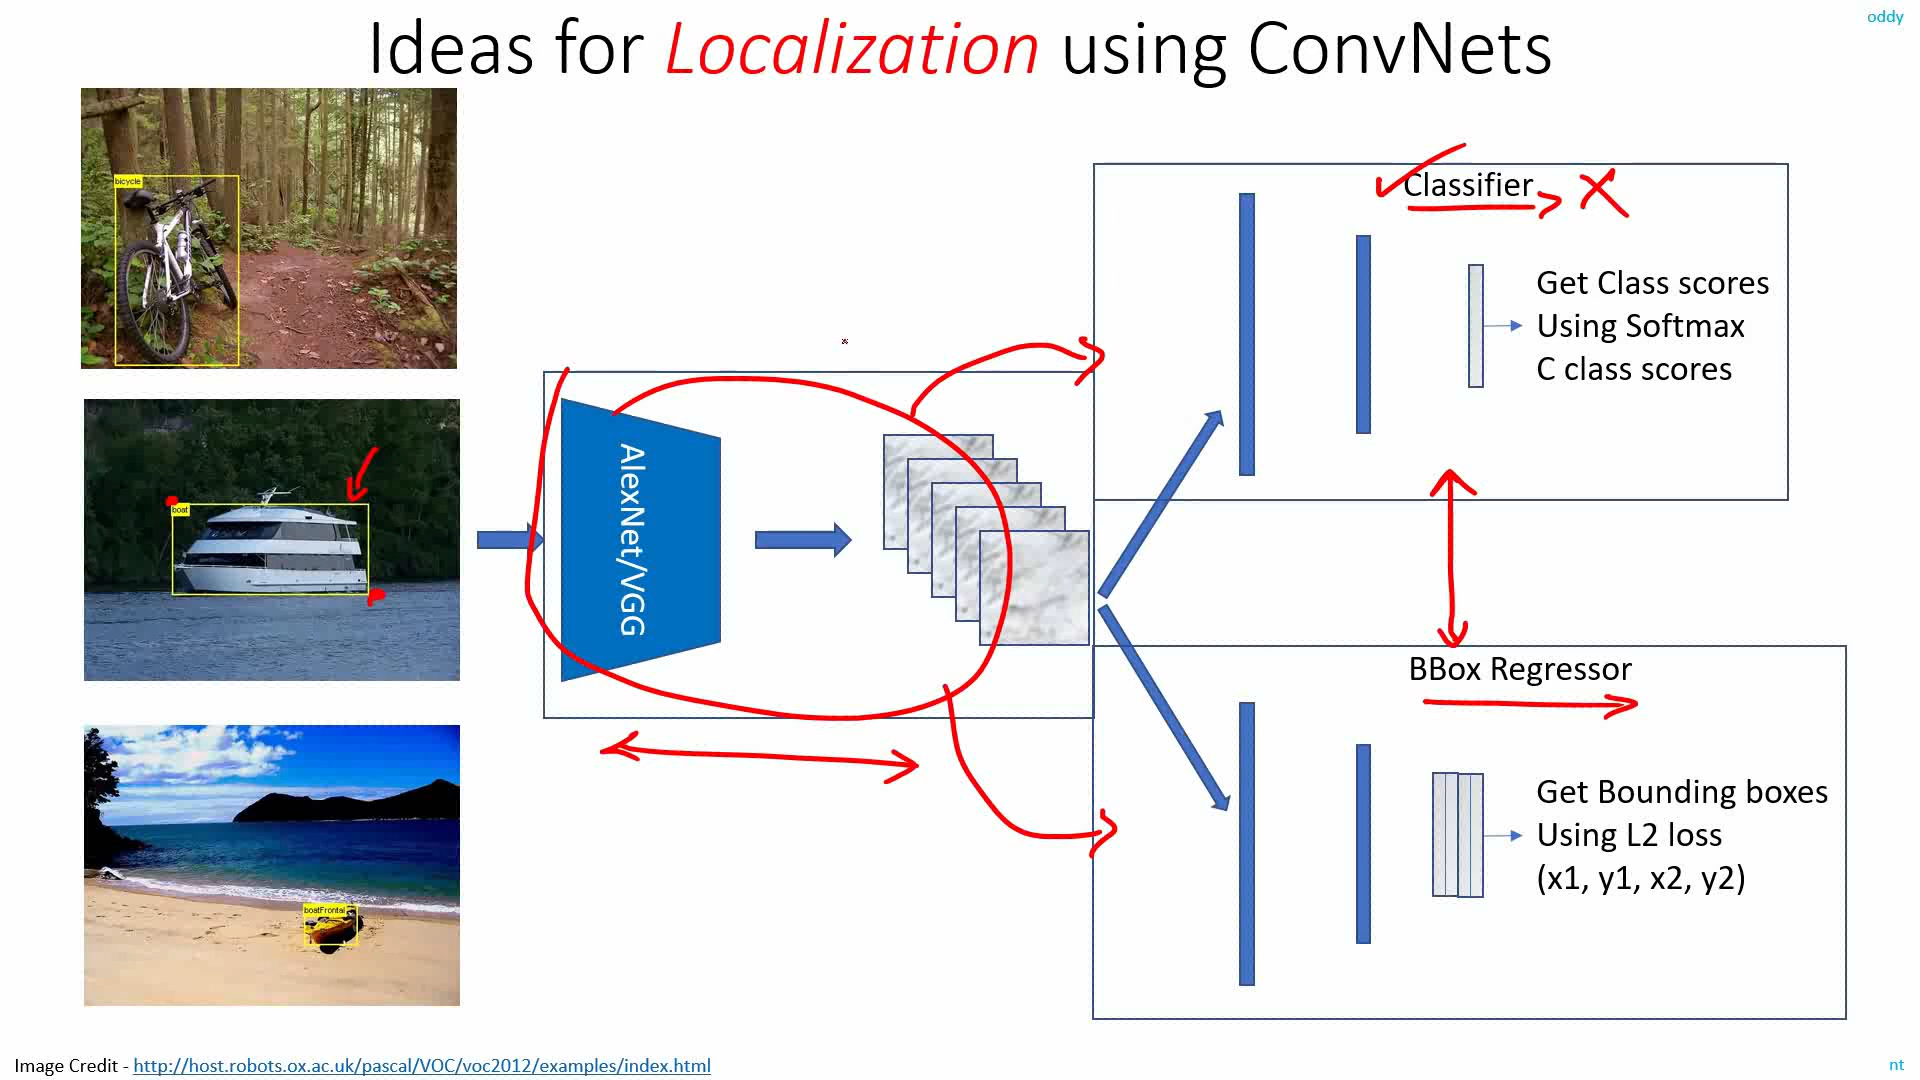 oddy
Ideas for Localization using ConvNets
bicycle
Classifier
Get Class scores
Using Softmax
C class scores
AlexNet/VGG
boat
BBox Regressor
Get Bounding boxes
Using L2 loss
(x1, y1, x2, y2)
boatFrontal
Image Credit - http://host.robots.ox.ac.uk/pascal/VOC/voc2012/examples/index.html
nt